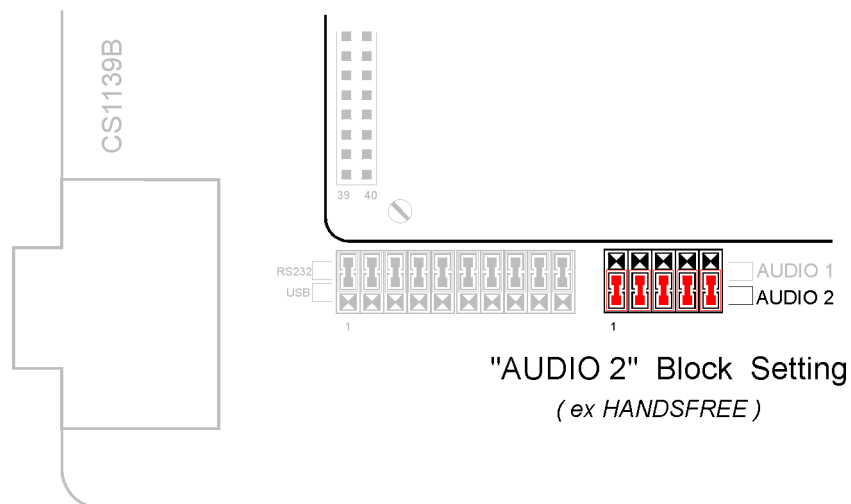 CS1139B
39 40
RS232
USB
1
AUDIO 1
AUDIO 2
1
"AUDIO 2" Block Setting
( ex HANDSFREE )